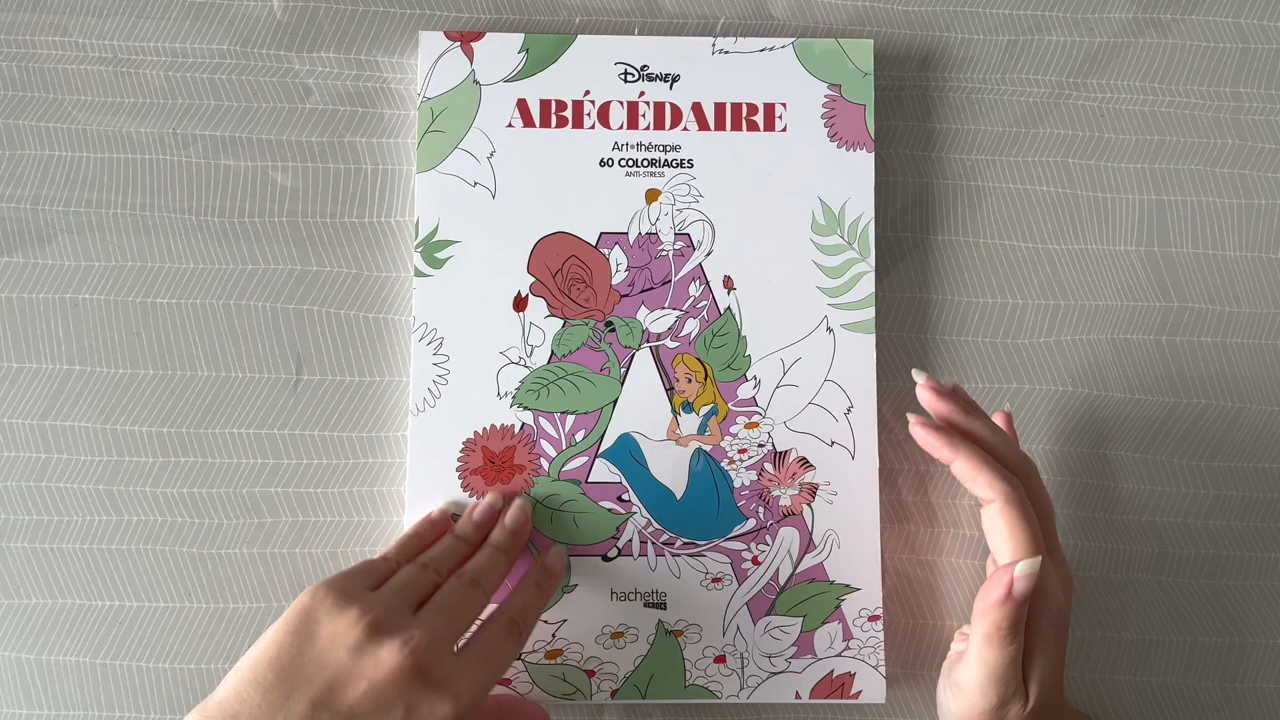 Disney
ABÉCÉDAIRE
Art•thérapie
60 COLORIAGES
ANTI-STRESS
hachette
HEROES